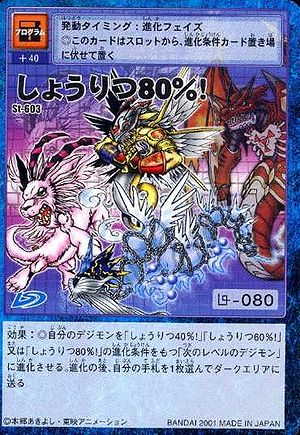 プログラム
+40
発動タイミング:進化フェイズ
◎このカードはスロットから、進化条件カード置き場
に伏せて置く
しょうりつ80%!
St-603
-080
効果:◎自分のデジモンを「しょうりつ40%!」「しょうりつ60%!」
又は「しょうりつ80%!」の進化条件をもつ「次のレベルのデジモン」
に進化させる。進化の後、自分の手札を1枚選んでダークエリアに
送る
©本郷あきよし・東映アニメーション
BANDAI 2001 MADE IN JAPAN